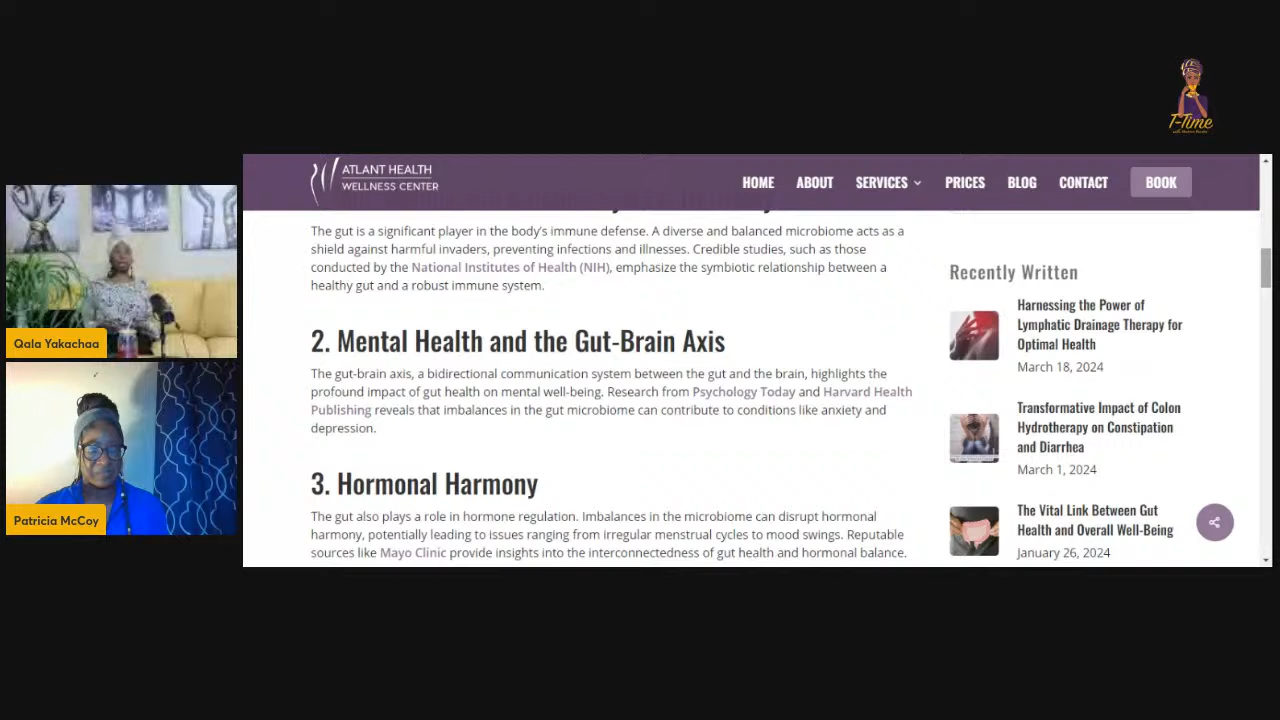 T-Time
ATLANT HEALTH
WELLNESS CENTER
HOME
ABOUT
SERVICES
PRICES
BLOG
CONTACT
BOOK
The gut is a significant player in the body's immune defense. A diverse and balanced microbiome acts as a
shield against harmful invaders, preventing infections and illnesses. Credible studies, such as those
conducted by the National Institutes of Health (NIH), emphasize the symbiotic relationship between a
healthy gut and a robust immune system.
2. Mental Health and the Gut-Brain Axis
The gut-brain axis, a bidirectional communication system between the gut and the brain, highlights the
profound impact of gut health on mental well-being. Research from Psychology Today and Harvard Health
Publishing reveals that imbalances in the gut microbiome can contribute to conditions like anxiety and
depression.
3. Hormonal Harmony
The gut also plays a role in hormone regulation. Imbalances in the microbiome can disrupt hormonal
harmony, potentially leading to issues ranging from irregular menstrual cycles to mood swings. Reputable
sources like Mayo Clinic provide insights into the interconnectedness of gut health and hormonal balance.
Recently Written
Harnessing the Power of
Lymphatic Drainage Therapy for
Optimal Health
March 18, 2024
Transformative Impact of Colon
Hydrotherapy on Constipation
and Diarrhea
March 1, 2024
The Vital Link Between Gut
Health and Overall Well-Being
January 26, 2024
Qala Yakachaa
Patricia McCoy